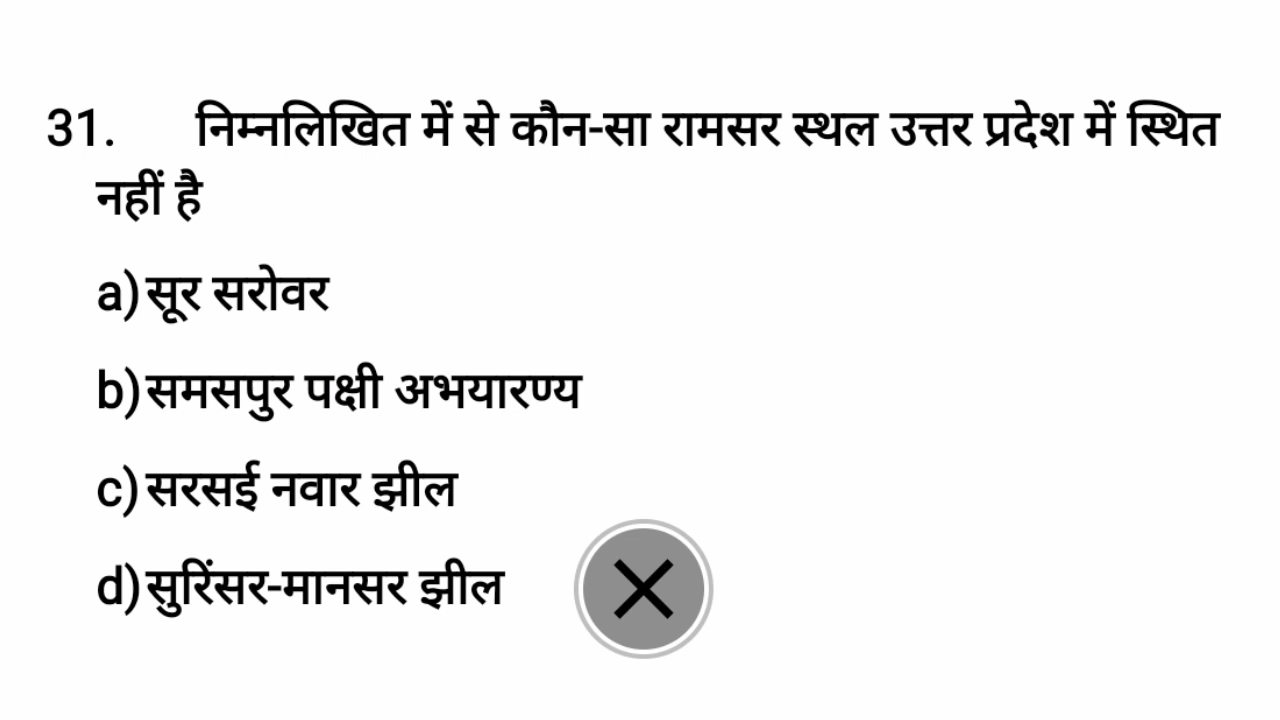 31. निम्नलिखित में से कौन-सा रामसर स्थल उत्तर प्रदेश में स्थित
नहीं है
a) सूर सरोवर
b) समसपुर पक्षी अभयारण्य
c) सरसई नवार झील
d) सुरिंसर-मानसर झील